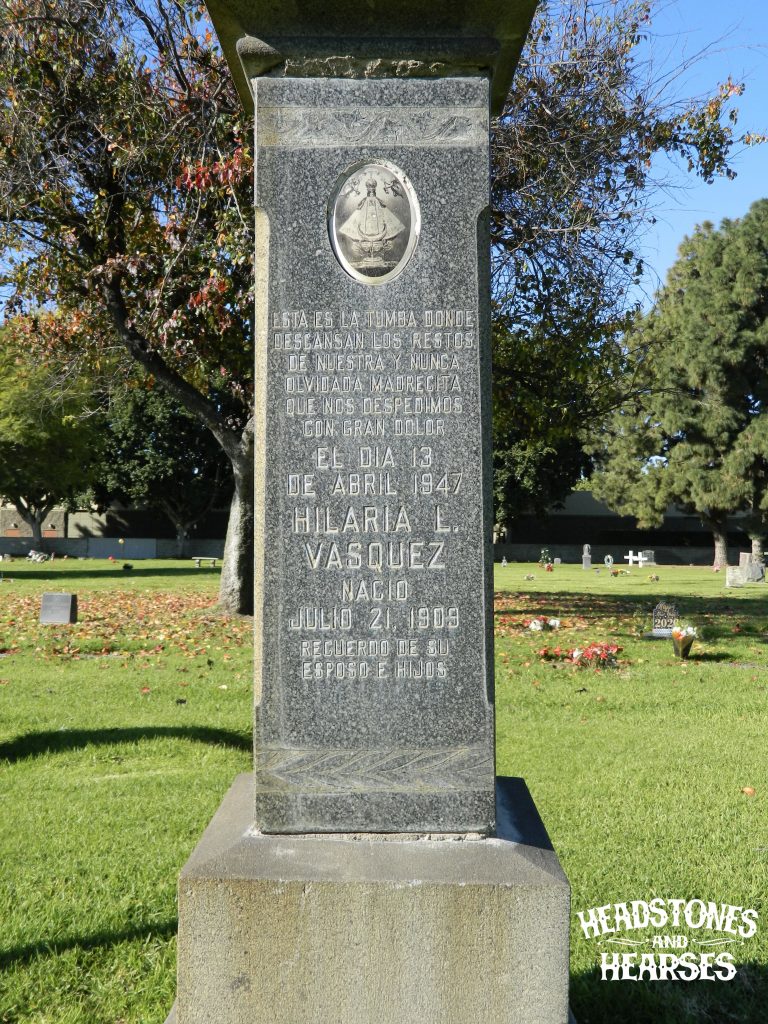 ESTA ES LA TUMBA DONDE
DESCANSAN LOS RESTOS
DE NUESTRA Y NUNCA
OLVIDADA MADRECITA
QUE NOS DESPEDIMOS
CON GRAN DOLOR
EL DIA 13
DE ABRIL 1947
HILARIA L.
VASQUEZ
NACIO
JULIO 21 1909
RECUERDO DE SU
ESPOSO E HIJOS
HEADSTONES
AND
HEARSES